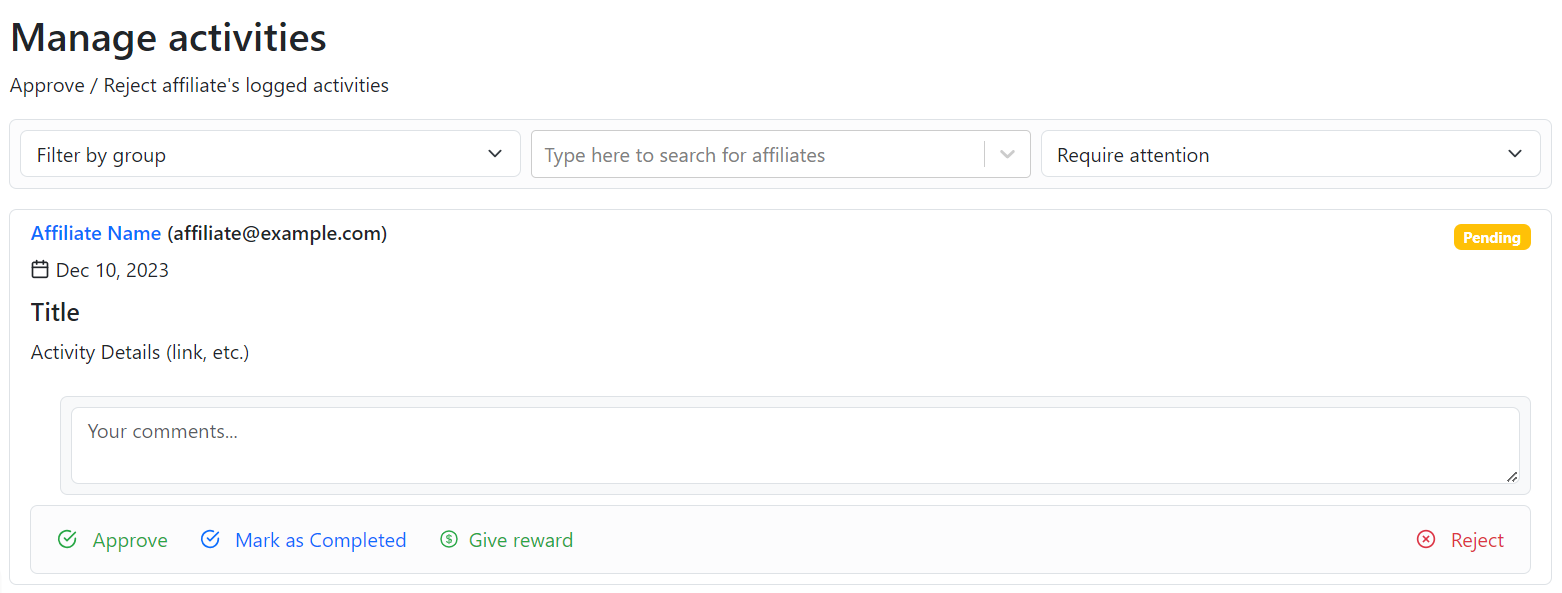 Manage activities
Approve / Reject affiliate's logged activities
Filter by group
Type here to search for affiliates
Require attention
Affiliate Name (affiliate@example.com)
Pending
Dec 10, 2023
Title
Activity Details (link, etc.)
Your comments...
Approve
Mark as Completed
Give reward
Reject